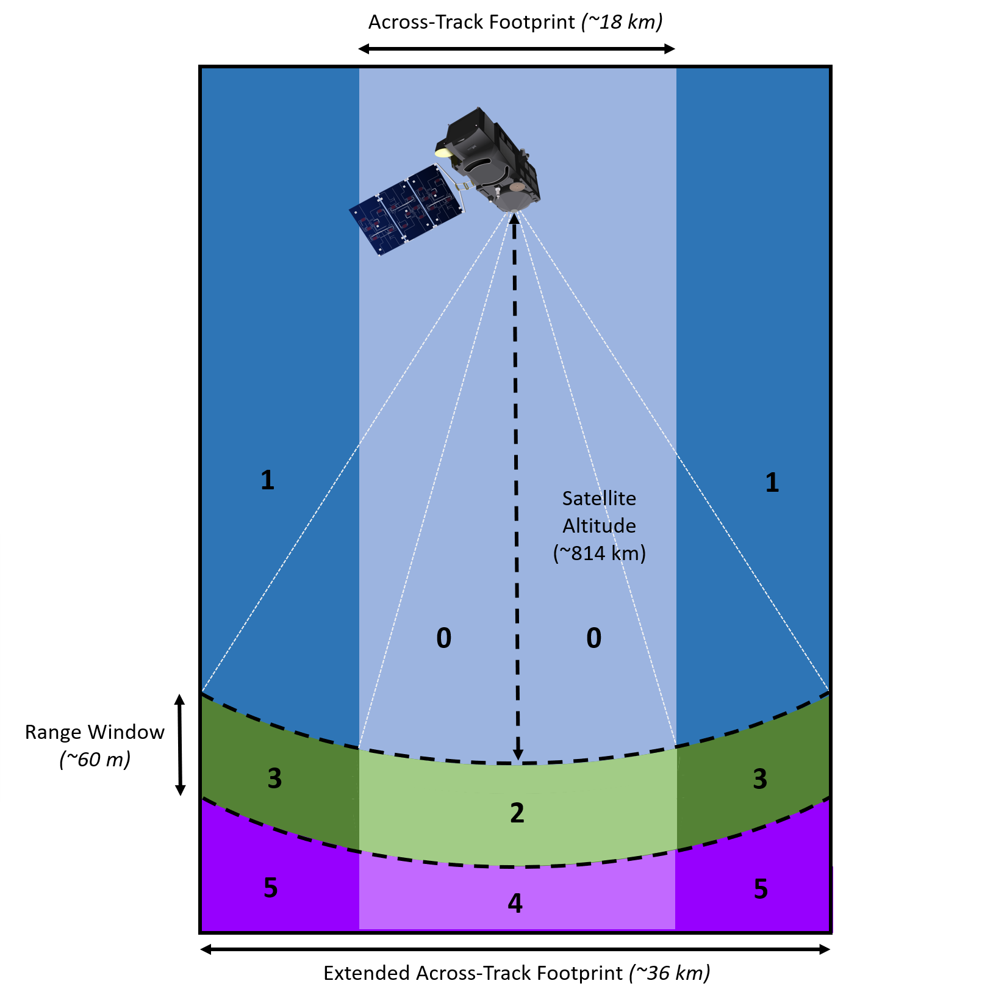 Across-Track Footprint (~18 km)
1
1
Satellite
Altitude
(~814 km)
0
0
Range Window
(~60 m)
3
3
2
5
5
4
Extended Across-Track Footprint (~36 km)